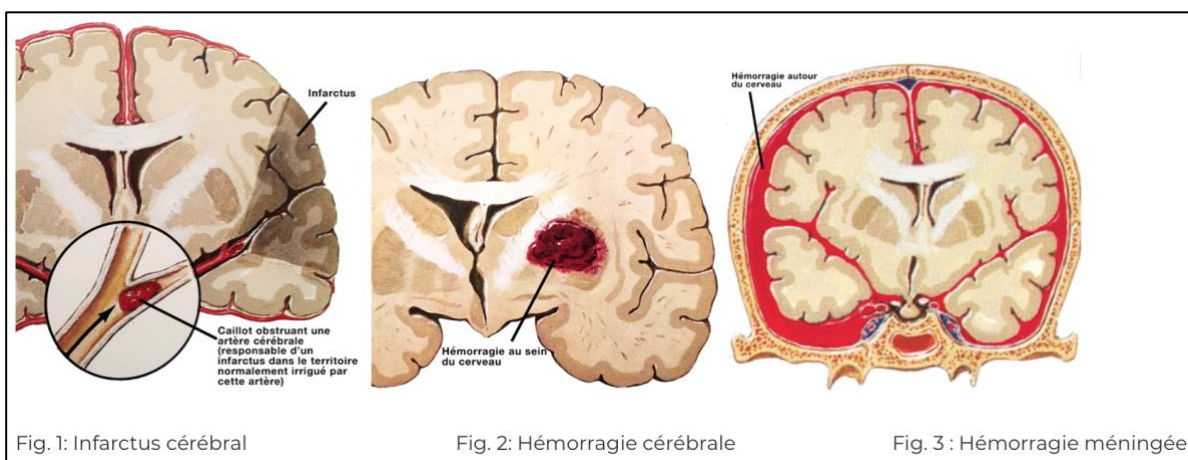 Infarctus
Caillot obstruant une
artère cérébrale
(responsable d'un
infarctus dans le territoire
normalement irrigué par
cette artère)
Hémorragie au sein
du cerveau
Hémorragie autour
du cerveau
Fig. 1: Infarctus cérébral
Fig. 2: Hémorragie cérébrale
Fig. 3 : Hémorragie méningée